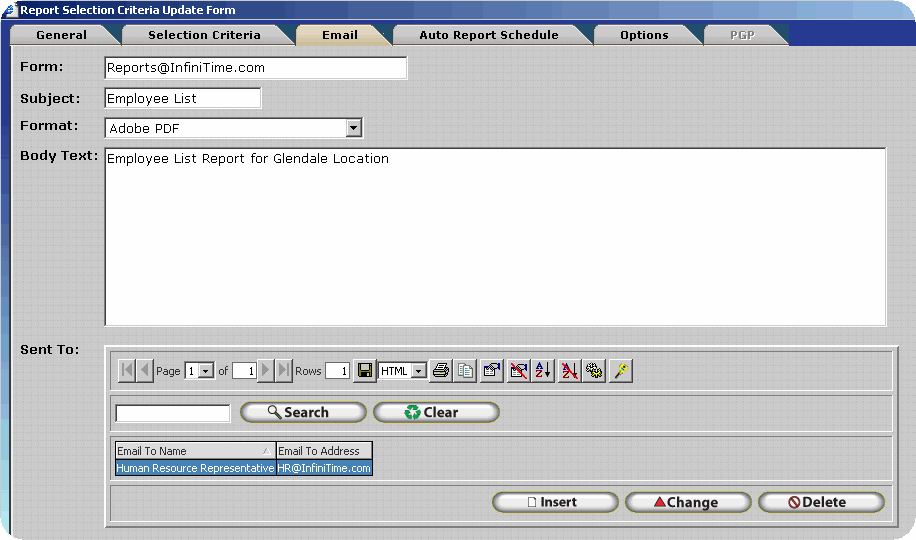 Report Selection Criteria Update Form
General Selection Criteria Email Auto Report Schedule Options PGP
Form: Reports@InfiniTime.com
Subject: Employee List
Format: Adobe PDF
Body Text: Employee List Report for Glendale Location
Sent To:
Page 1 of 1 Rows 1 HTML
Search Clear
Email To Name Email To Address
Human Resource Representative HR@InfiniTime.com
Insert Change Delete